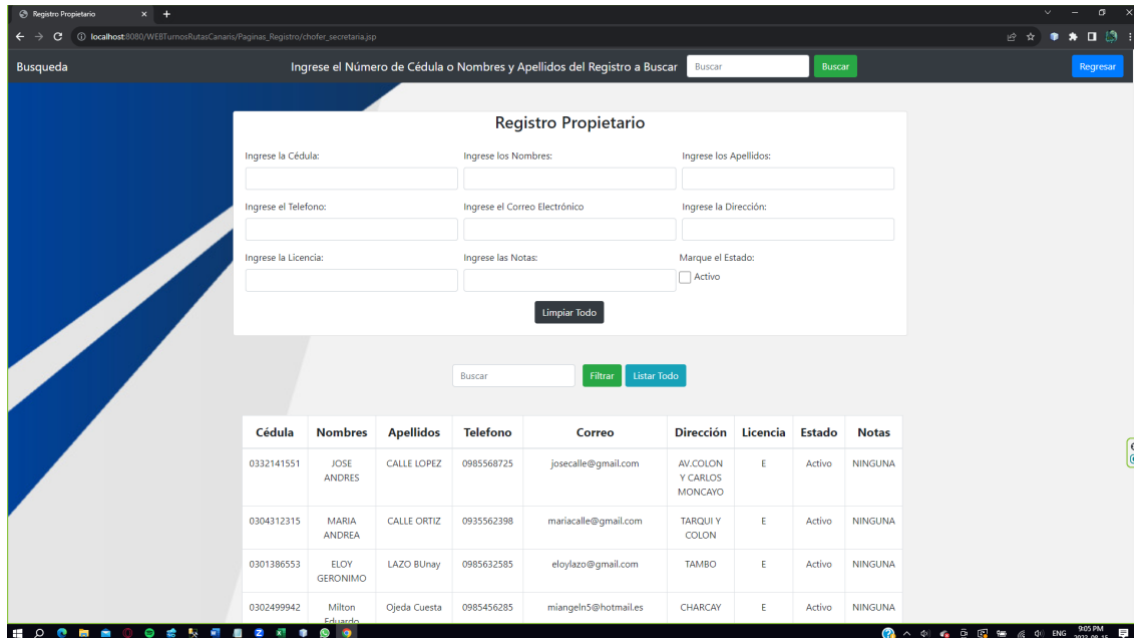 Registro Propietario
localhost:8080/WEBTurnosRutasCanaris/Paginas_Registro/chofer_secretaria.jsp
Busqueda
Ingrese el Número de Cédula o Nombres y Apellidos del Registro a Buscar
Buscar
Buscar
Regresar
Registro Propietario
Ingrese la Cédula:
Ingrese los Nombres:
Ingrese los Apellidos:
Ingrese el Telefono:
Ingrese el Correo Electrónico
Ingrese la Dirección:
Ingrese la Licencia:
Ingrese las Notas:
Marque el Estado:
Activo
Limpiar Todo
Buscar
Filtrar
Listar Todo
Cédula Nombres Apellidos Telefono Correo Dirección Licencia Estado Notas
0332141551 JOSE ANDRES CALLE LOPEZ 0985568725 josecalle@gmail.com AV.COLON Y CARLOS MONCAYO E Activo NINGUNA
0304312315 MARIA ANDREA CALLE ORTIZ 0935562398 mariacalle@gmail.com TARQUI Y COLON E Activo NINGUNA
0301386553 ELOY GERONIMO LAZO BUnay 0985632585 eloylazo@gmail.com TAMBO E Activo NINGUNA
0302499942 Milton Eduardo Ojeda Cuesta 0985456285 miangeln5@hotmail.es CHARCAY E Activo NINGUNA
ENG
9:05 PM